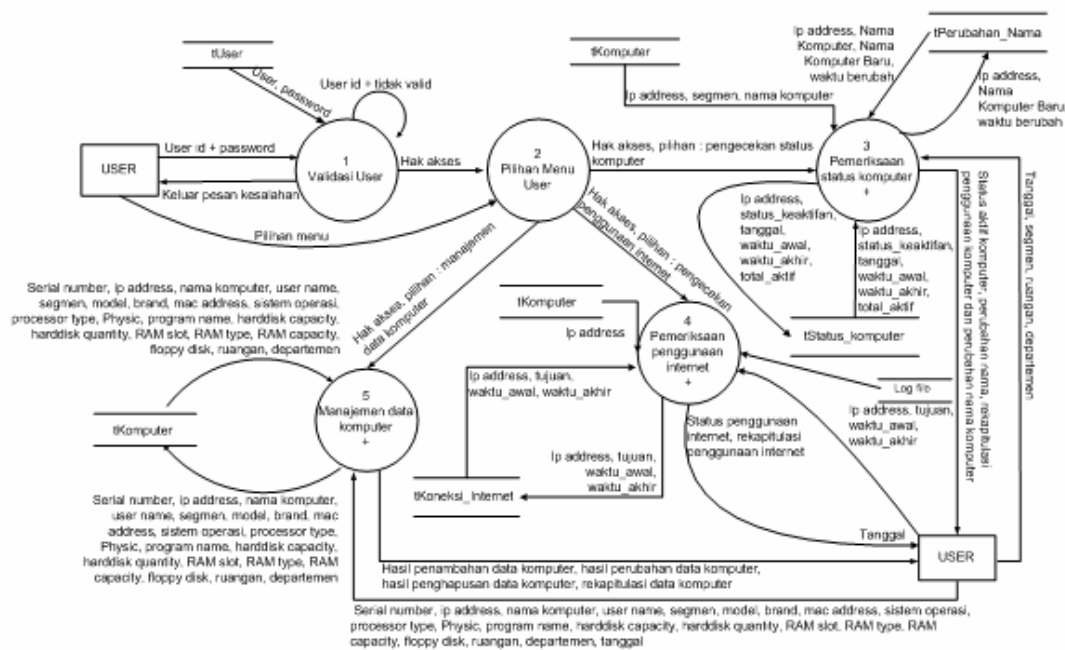 tUser
User, password
User id + tidak valid
USER
User id + password
Keluar pesan kesalahan
1
Validasi User
Hak akses
Pilihan menu
2
Pilihan Menu
User
tKomputer
Ip address, segmen, nama komputer
Hak akses, pilihan : pengecekan status
komputer
Ip address, Nama
Komputer, Nama
Komputer Baru,
waktu berubah
tPerubahan_Nama
Ip address,
Nama
Komputer Baru,
waktu berubah
3
Pemeriksaan
status komputer
+
Ip address,
status_keaktifan,
tanggal,
waktu_awal,
waktu_akhir,
total_aktif
Ip address,
status_keaktifan,
tanggal,
waktu_awal,
waktu_akhir,
total_aktif
tStatus_komputer
Status aktif komputer, perubahan nama, rekapitulasi
penggunaan komputer dan perubahan nama komputer
Tanggal, segmen, ruangan, departemen
Hak akses, pilihan : pengecekan
penggunaan internet
Hak akses, pilihan : manajemen
data komputer
tKomputer
Ip address
4
Pemeriksaan
penggunaan
internet
+
Log file
Ip address, tujuan,
waktu_awal,
waktu_akhir
Ip address, tujuan,
waktu_awal, waktu_akhir
Ip address, tujuan,
waktu_awal,
waktu_akhir
tKoneksi_Internet
Status penggunaan
internet, rekapitulasi
penggunaan internet
Tanggal
USER
Serial number, ip address, nama komputer, user name,
segmen, model, brand, mac address, sistem operasi,
processor type, Physic, program name, harddisk capacity,
harddisk quantity, RAM slot, RAM type, RAM capacity,
floppy disk, ruangan, departemen
5
Manajemen data
komputer
+
tKomputer
Serial number, ip address, nama komputer,
user name, segmen, model, brand, mac
address, sistem operasi, processor type,
Physic, program name, harddisk capacity,
harddisk quantity, RAM slot, RAM type, RAM
capacity, floppy disk, ruangan, departemen
Hasil penambahan data komputer, hasil perubahan data komputer,
hasil penghapusan data komputer, rekapitulasi data komputer
Serial number, ip address, nama komputer, user name, segmen, model, brand, mac address, sistem operasi,
processor type, Physic, program name, harddisk capacity, harddisk quantity, RAM slot, RAM type, RAM
capacity, floppy disk, ruangan, departemen, tanggal